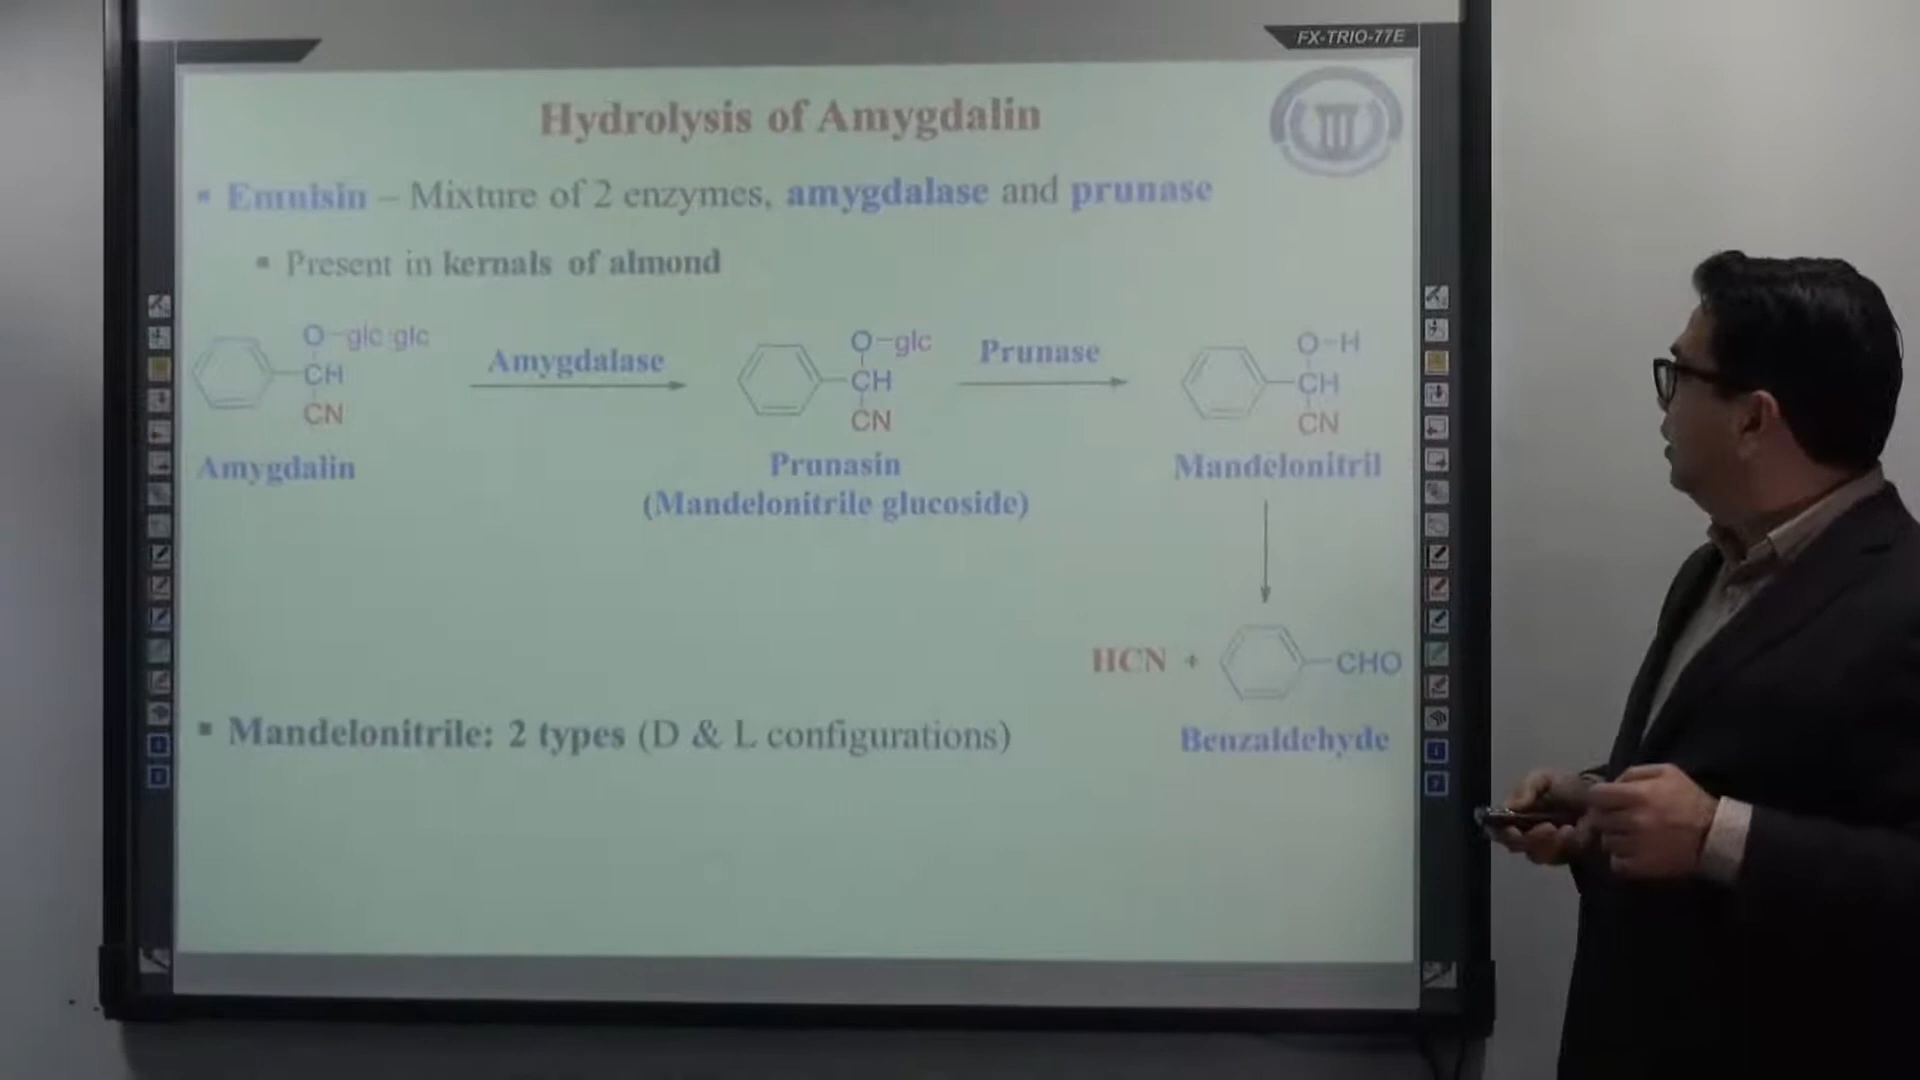 FX-TRIO-77E
Hydrolysis of Amygdalin
▪ Emulsin – Mixture of 2 enzymes, amygdalase and prunase
▪ Present in kernals of almond
O–glc glc
CH
CN
Amygdalin
Amygdalase
O–glc
CH
CN
Prunasin
(Mandelonitrile glucoside)
Prunase
O–H
CH
CN
Mandelonitril
HCN + CHO
Benzaldehyde
▪ Mandelonitrile: 2 types (D & L configurations)